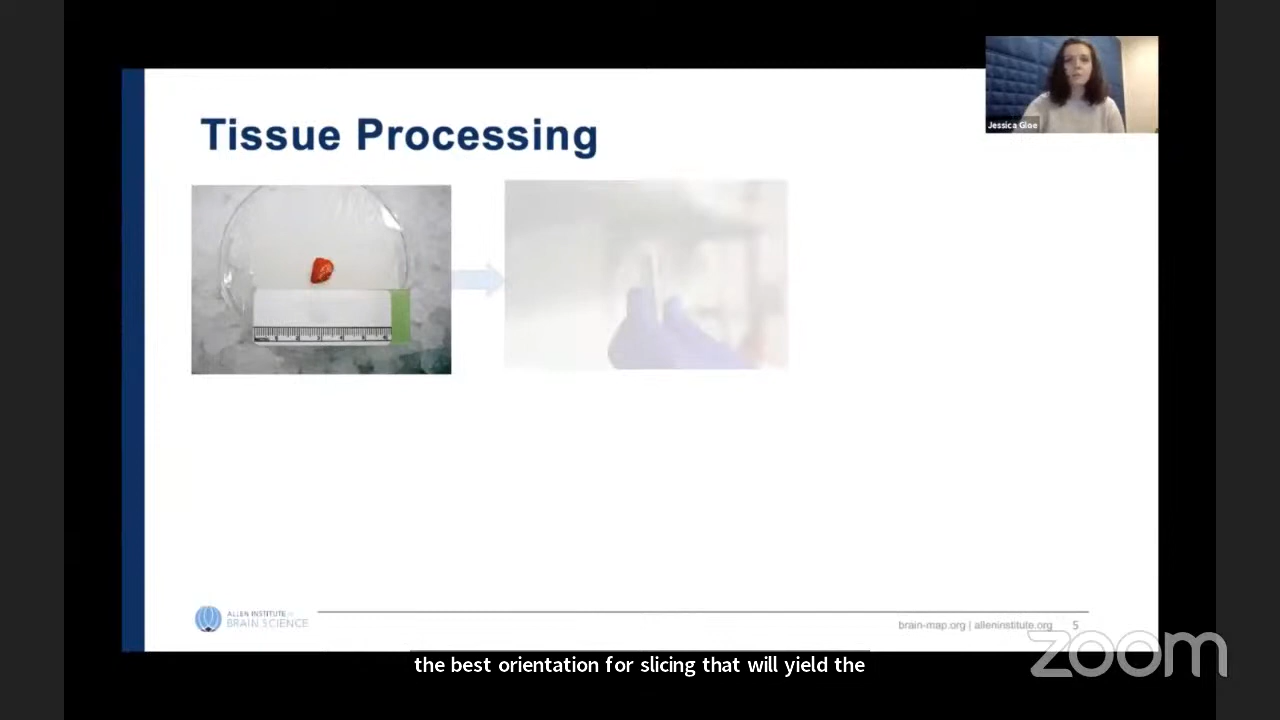 Tissue Processing
Jessica Gloe
ALLEN INSTITUTE for
BRAIN SCIENCE
brain-map.org | alleninstitute.org 5
zoom
the best orientation for slicing that will yield the